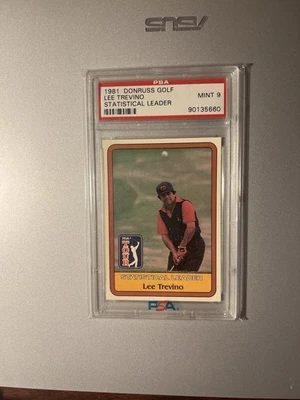 ASUS
PSA
1981 DONRUSS GOLF
LEE TREVINO MINT 9
STATISTICAL LEADER
90135660
TOUR
STATISTICAL LEADER
Lee Trevino
PSA